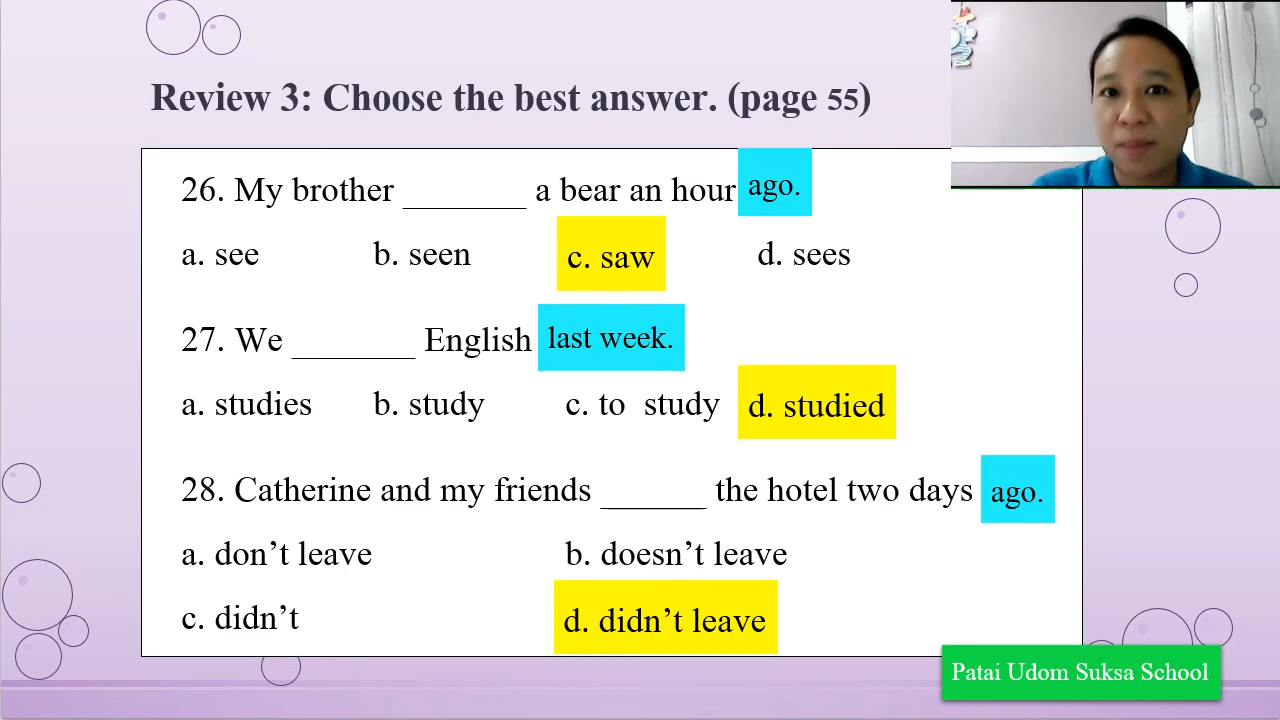 Review 3: Choose the best answer. (page 55)
26. My brother _______ a bear an hour ago.
a. see b. seen c. saw d. sees
27. We _______ English last week.
a. studies b. study c. to study d. studied
28. Catherine and my friends ______ the hotel two days ago.
a. don’t leave b. doesn’t leave
c. didn’t d. didn’t leave
Patai Udom Suksa School